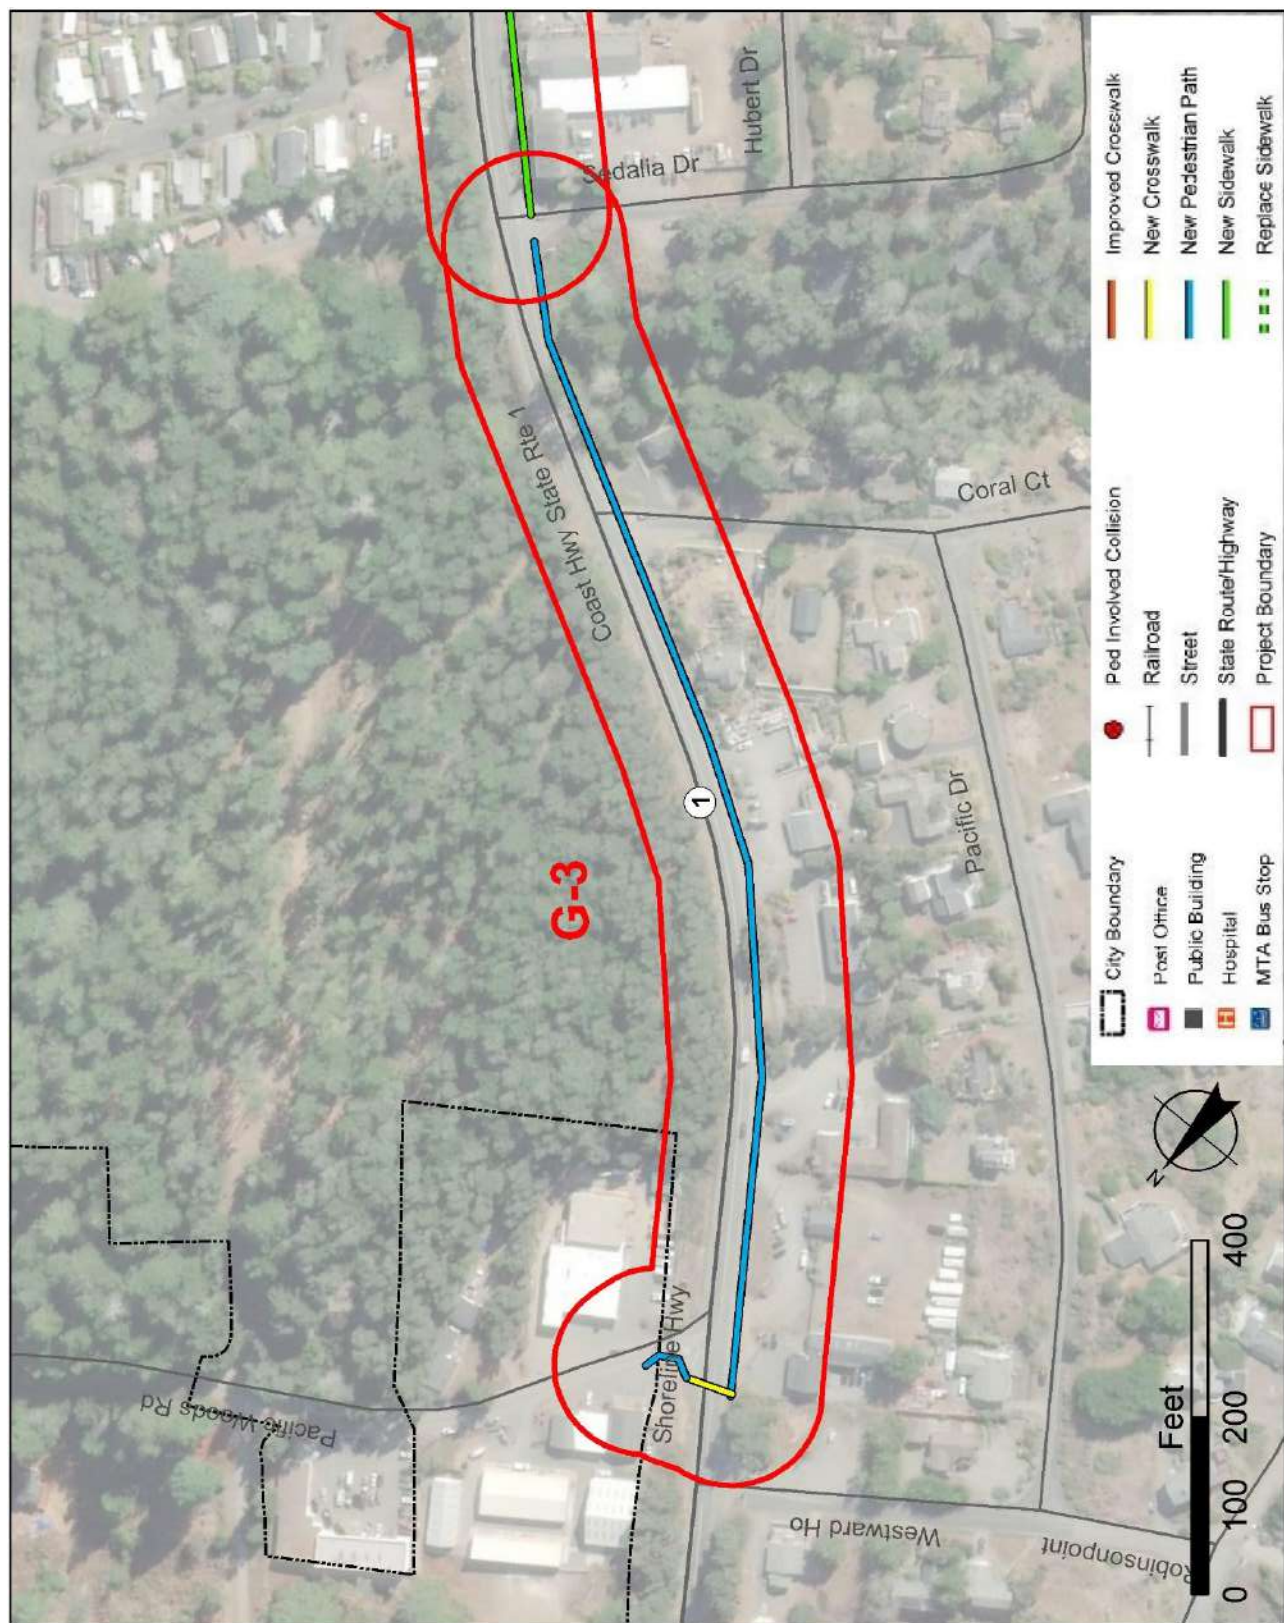 Hubert Dr
Sedalia Dr
Coast Hwy State Rte 1
Coral Ct
1
G-3
Pacific Dr
Shoreline Hwy
Pacific Woods Rd
Westward Ho
Robinsonpoint
N
Feet
0 100 200 400
City Boundary
Post Office
Public Building
H Hospital
MTA Bus Stop
Ped Involved Collision
Railroad
Street
State Route/Highway
Project Boundary
Improved Crosswalk
New Crosswalk
New Pedestrian Path
New Sidewalk
Replace Sidewalk